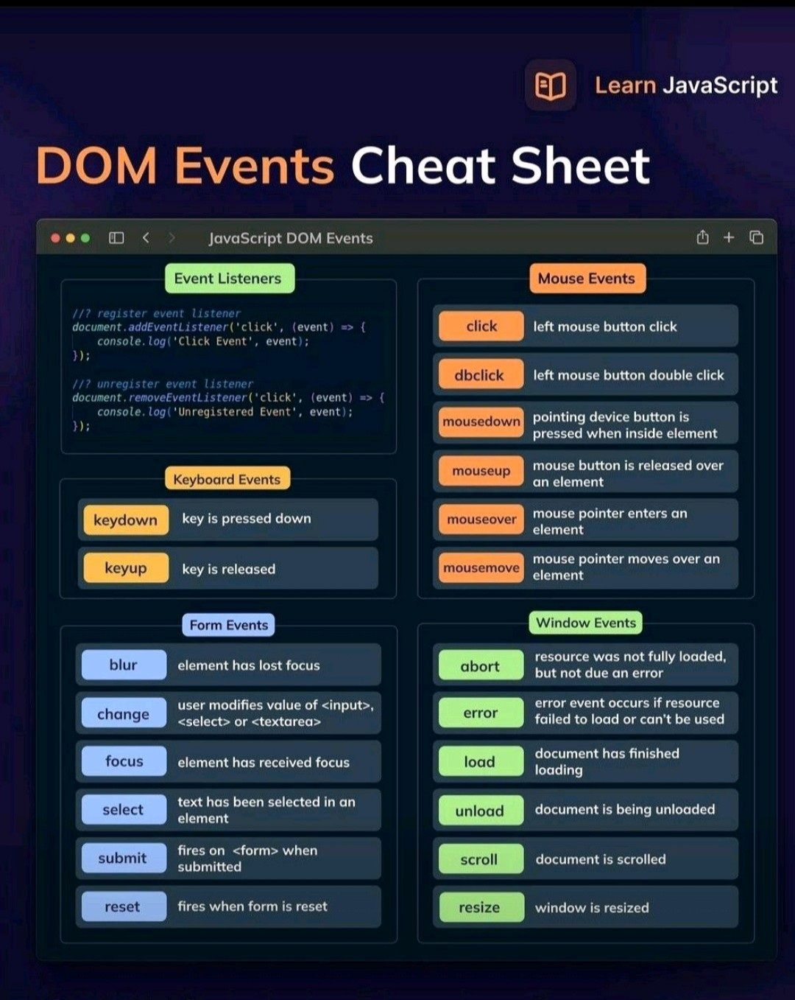 Learn JavaScript
DOM Events Cheat Sheet
JavaScript DOM Events
Event Listeners
//? register event listener
document.addEventListener('click', (event) => {
console.log('Click Event', event);
});
//? unregister event listener
document.removeEventListener('click', (event) => {
console.log('Unregistered Event', event);
});
Keyboard Events
keydown key is pressed down
keyup key is released
Mouse Events
click left mouse button click
dbclick left mouse button double click
mousedown pointing device button is
pressed when inside element
mouseup mouse button is released over
an element
mouseover mouse pointer enters an
element
mousemove mouse pointer moves over an
element
Form Events
blur element has lost focus
change user modifies value of <input>,
<select> or <textarea>
focus element has received focus
select text has been selected in an
element
submit fires on <form> when
submitted
reset fires when form is reset
Window Events
abort resource was not fully loaded,
but not due an error
error error event occurs if resource
failed to load or can't be used
load document has finished
loading
unload document is being unloaded
scroll document is scrolled
resize window is resized